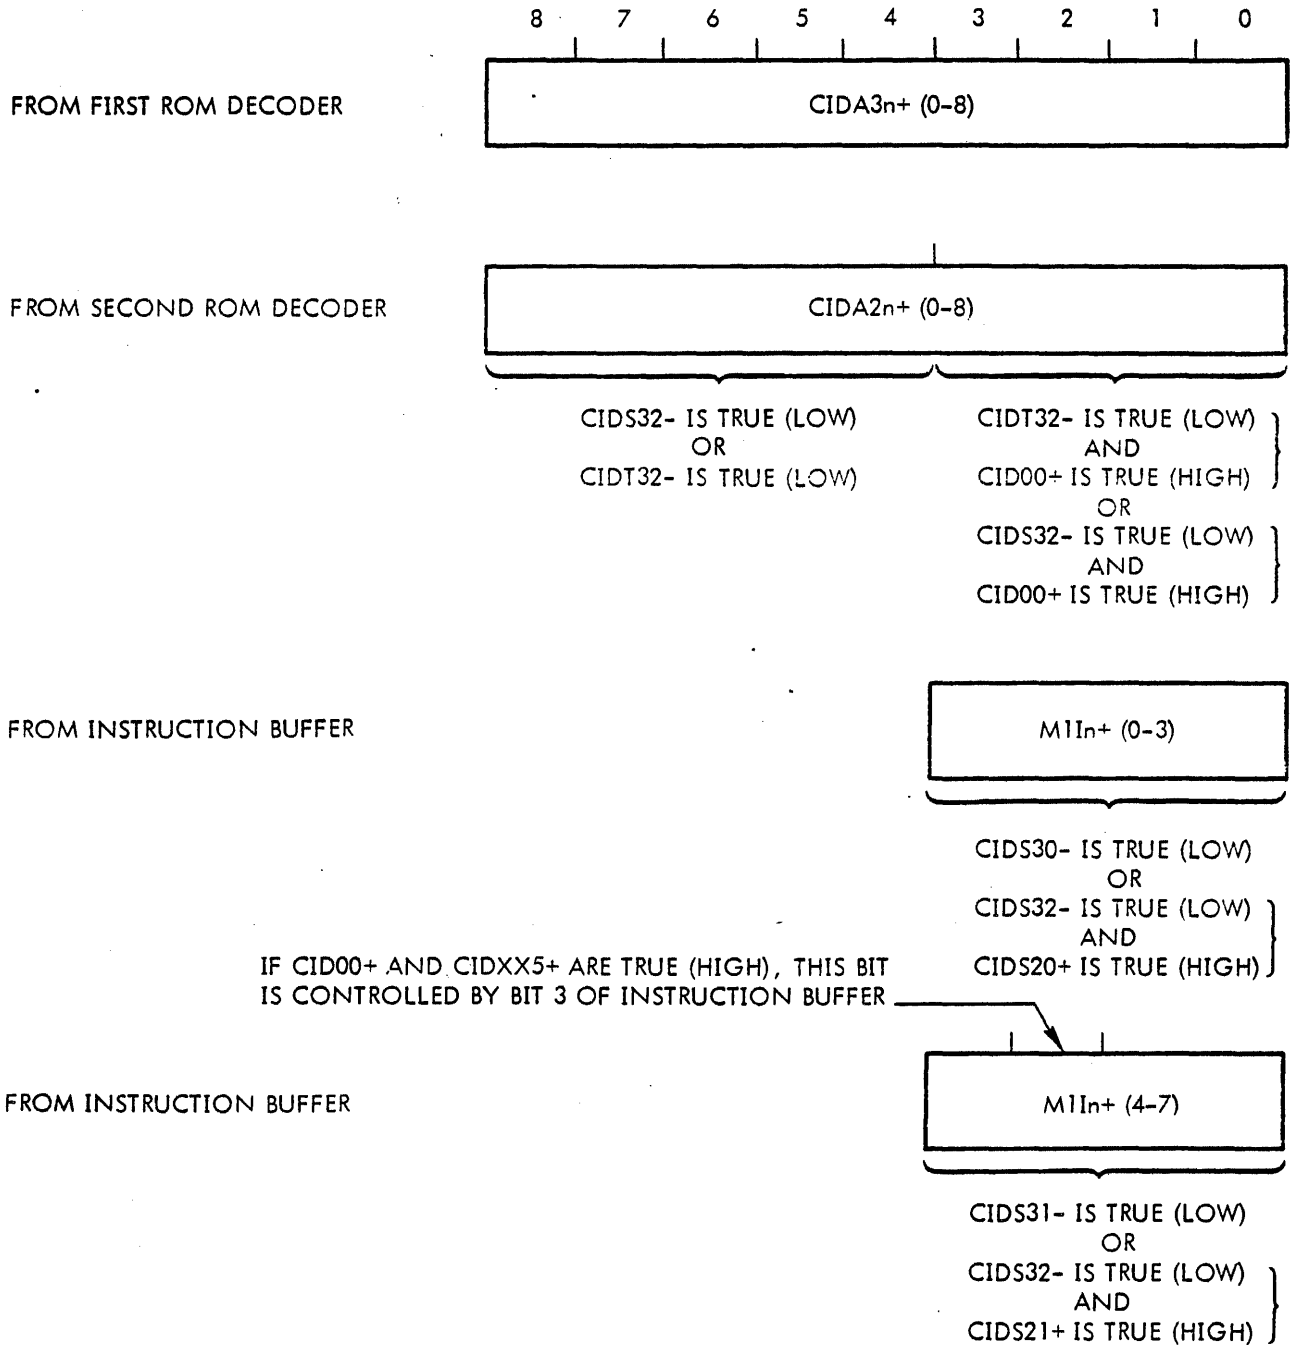 8 7 6 5 4 3 2 1 0
FROM FIRST ROM DECODER
CIDA3n+ (0-8)
FROM SECOND ROM DECODER
CIDA2n+ (0-8)
CIDS32- IS TRUE (LOW)
OR
CIDT32- IS TRUE (LOW)
CIDT32- IS TRUE (LOW)
AND
CID00+ IS TRUE (HIGH)
OR
CIDS32- IS TRUE (LOW)
AND
CID00+ IS TRUE (HIGH)
FROM INSTRUCTION BUFFER
M1In+ (0-3)
CIDS30- IS TRUE (LOW)
OR
CIDS32- IS TRUE (LOW)
AND
CIDS20+ IS TRUE (HIGH)
IF CID00+ AND CIDXX5+ ARE TRUE (HIGH), THIS BIT
IS CONTROLLED BY BIT 3 OF INSTRUCTION BUFFER
FROM INSTRUCTION BUFFER
M1In+ (4-7)
CIDS31- IS TRUE (LOW)
OR
CIDS32- IS TRUE (LOW)
AND
CIDS21+ IS TRUE (HIGH)